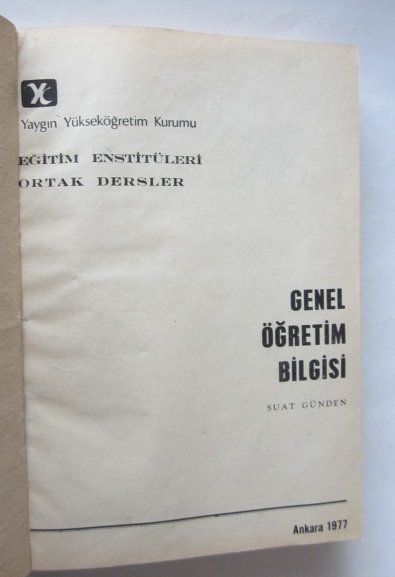 Yaygın Yükseköğretim Kurumu
EĞİTİM ENSTİTÜLERİ
ORTAK DERSLER
GENEL
ÖĞRETİM
BİLGİSİ
SUAT GÜNDEN
Ankara 1977